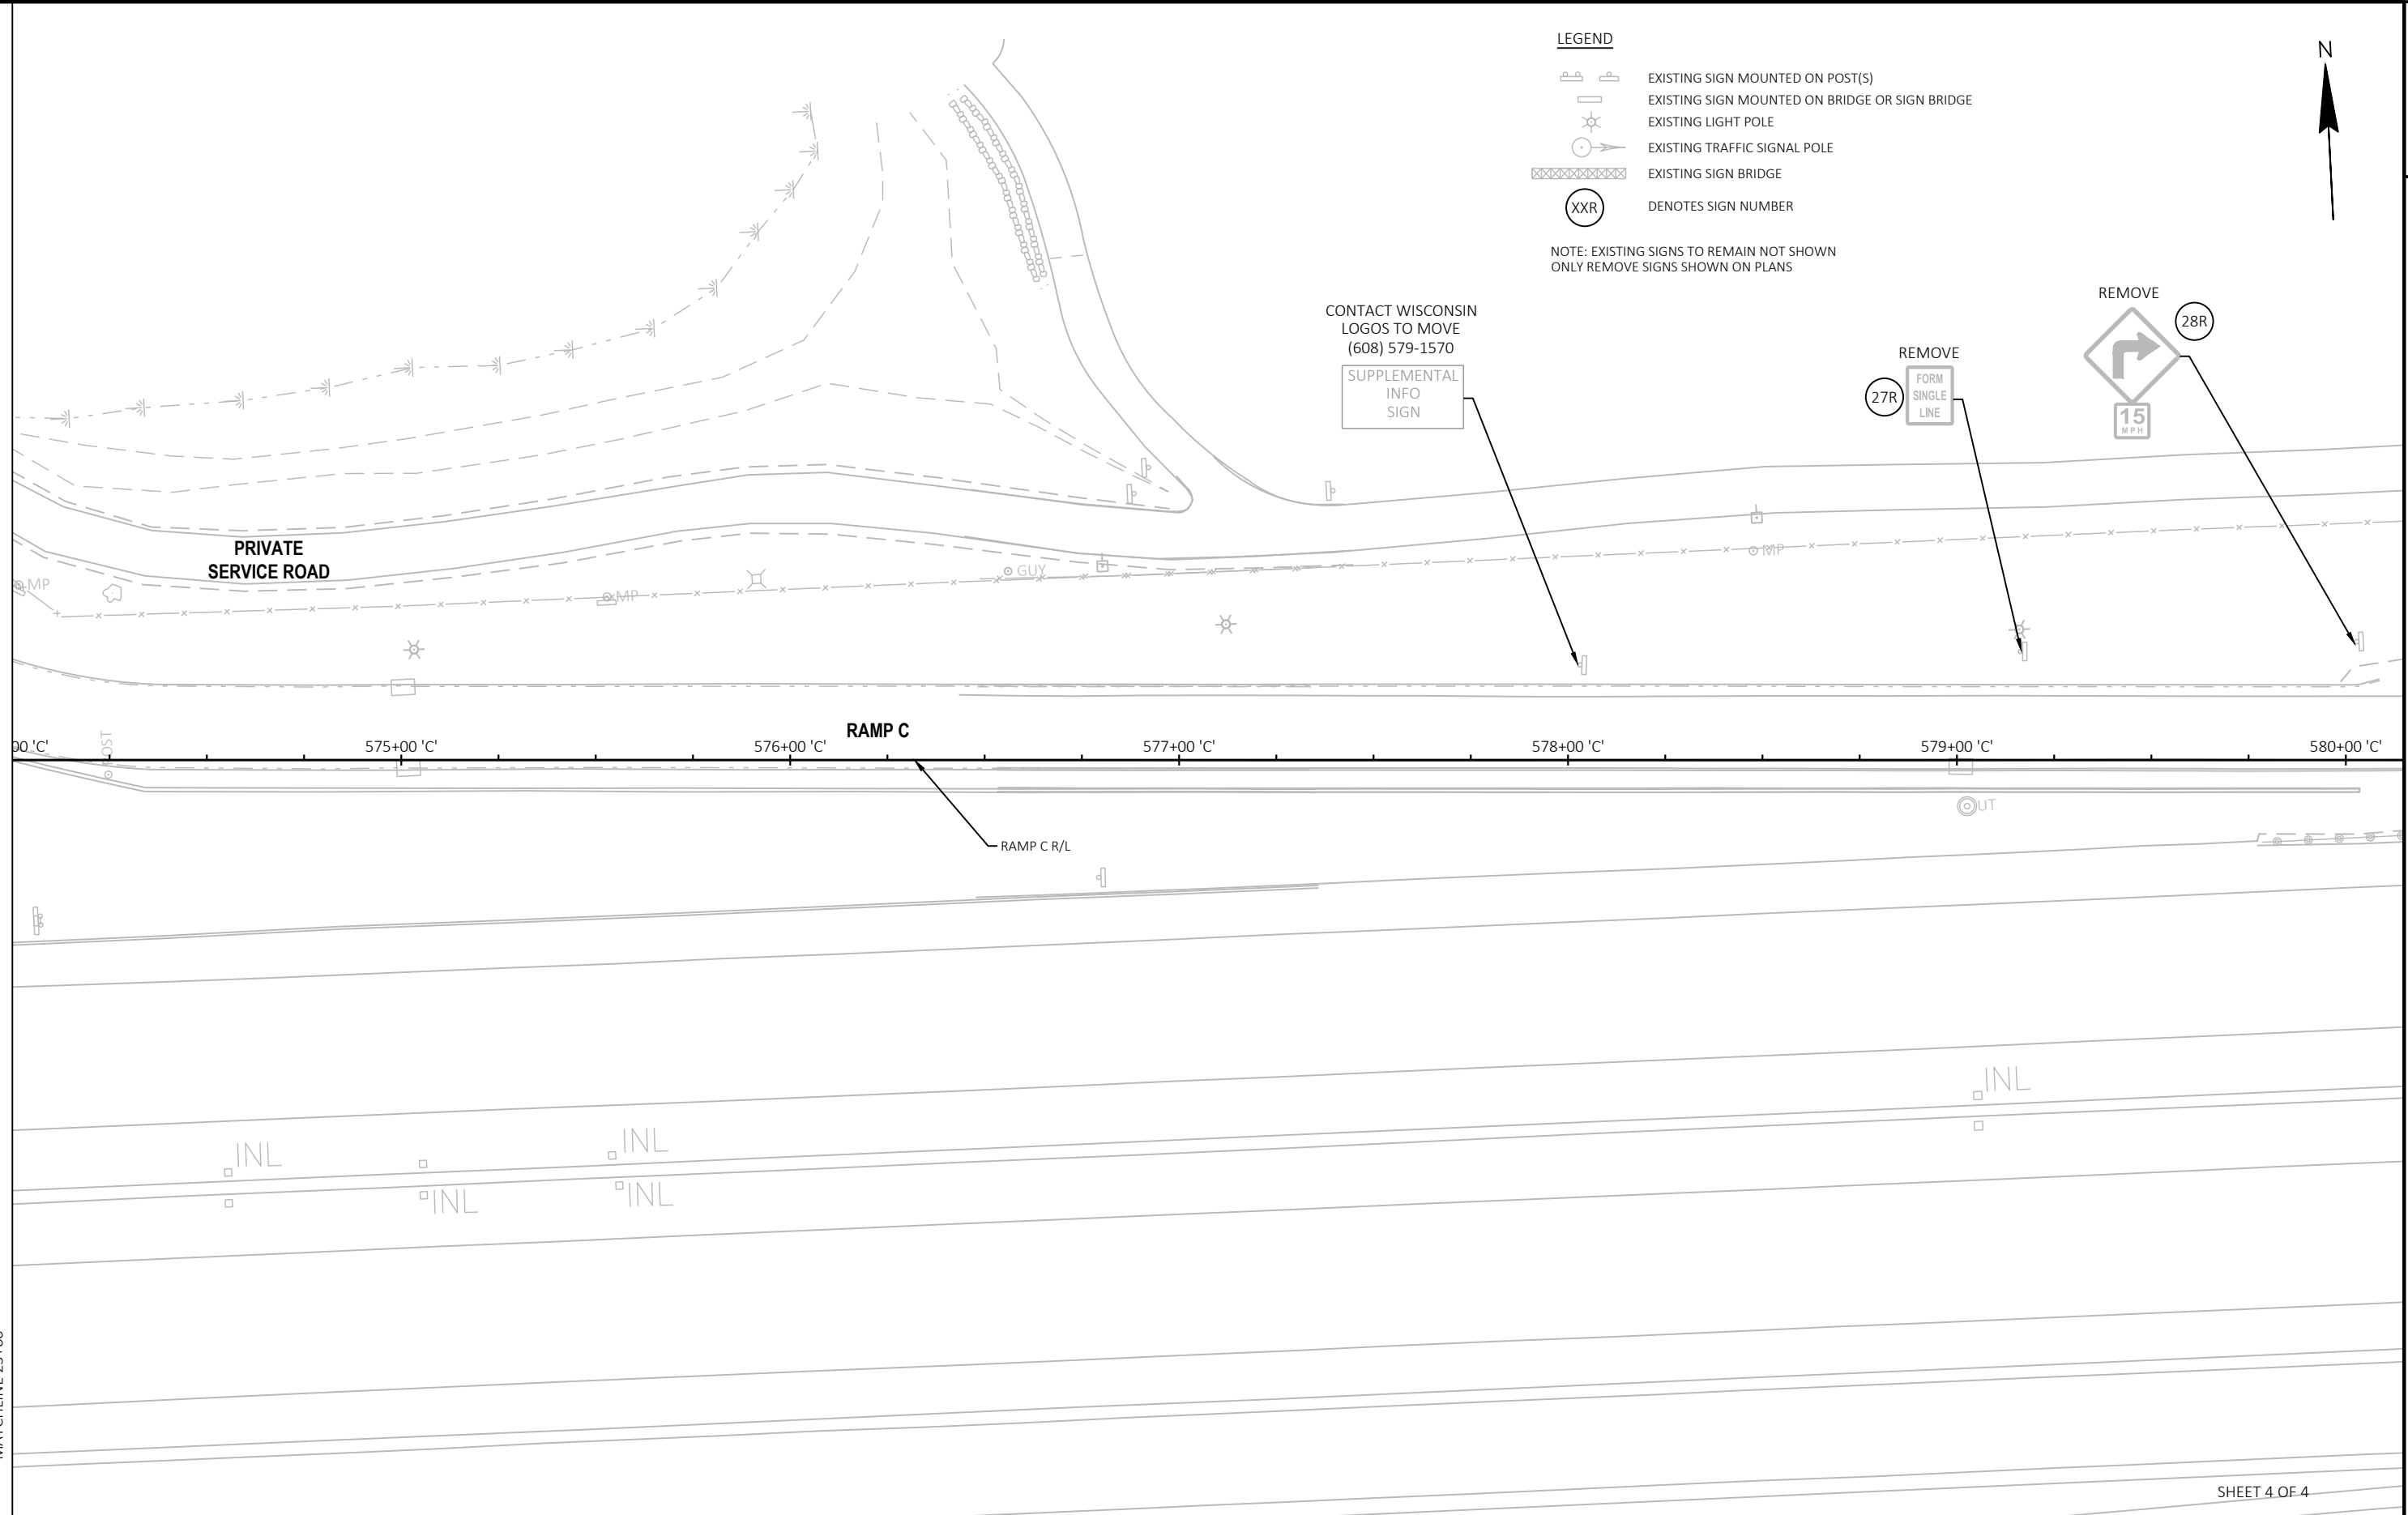 LEGEND
EXISTING SIGN MOUNTED ON POST(S)
EXISTING SIGN MOUNTED ON BRIDGE OR SIGN BRIDGE
EXISTING LIGHT POLE
EXISTING TRAFFIC SIGNAL POLE
EXISTING SIGN BRIDGE
XXR
DENOTES SIGN NUMBER
NOTE: EXISTING SIGNS TO REMAIN NOT SHOWN
ONLY REMOVE SIGNS SHOWN ON PLANS
N
CONTACT WISCONSIN
LOGOS TO MOVE
(608) 579-1570
SUPPLEMENTAL
INFO
SIGN
REMOVE
27R
FORM
SINGLE
LINE
REMOVE
28R
15
MPH
PRIVATE
SERVICE ROAD
MP
MP
GUY
MP
RAMP C
00 'C'
575+00 'C'
576+00 'C'
577+00 'C'
578+00 'C'
579+00 'C'
580+00 'C'
UT
RAMP C R/L
INL
INL
INL
INL
INL
SHEET 4 OF 4